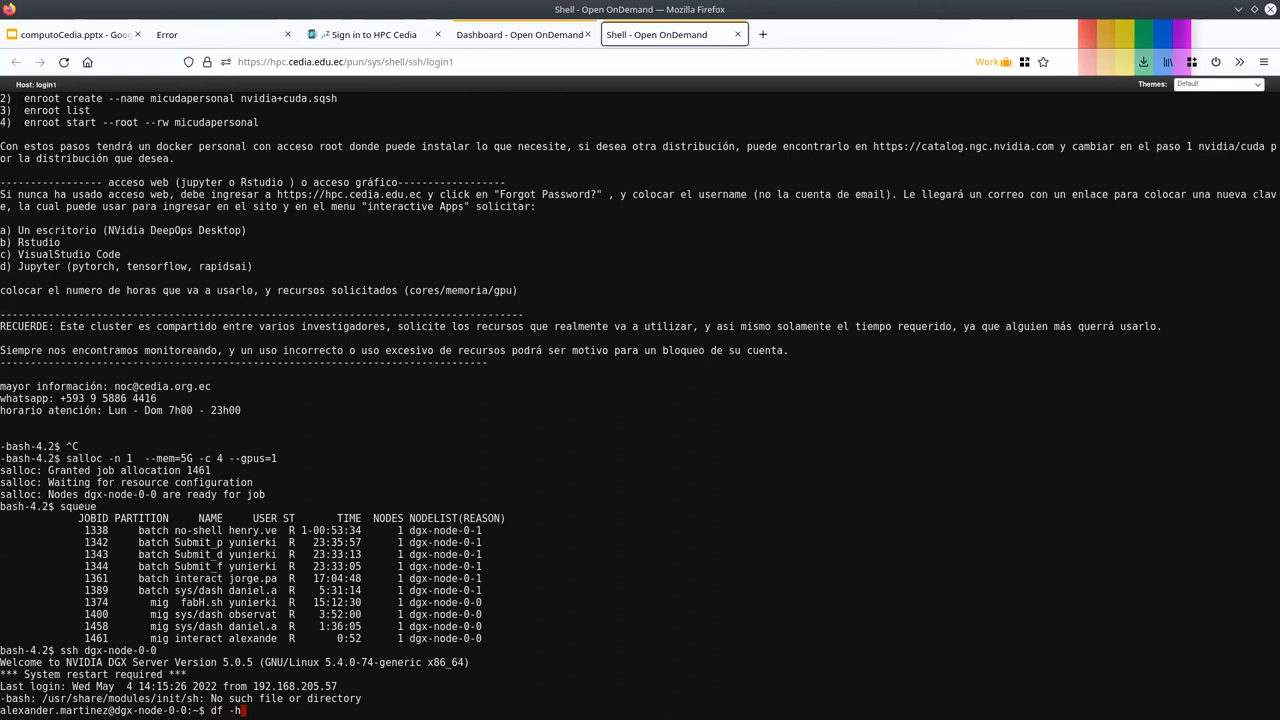 Shell - Open OnDemand — Mozilla Firefox
computoCedia.pptx - Goog
Error
Sign in to HPC Cedia
Dashboard - Open OnDemand
Shell - Open OnDemand
https://hpc.cedia.edu.ec/pun/sys/shell/ssh/login1
Work
Host: login1
Themes:
Default
2)  enroot create --name micudapersonal nvidia+cuda.sqsh
3)  enroot list
4)  enroot start --root --rw micudapersonal
Con estos pasos tendrá un docker personal con acceso root donde puede instalar lo que necesite, si desea otra distribución, puede encontrarlo en https://catalog.ngc.nvidia.com y cambiar en el paso 1 nvidia/cuda p
or la distribución que desea.
----------------- acceso web (jupyter o Rstudio ) o acceso gráfico------------------
Si nunca ha usado acceso web, debe ingresar a https://hpc.cedia.edu.ec y click en "Forgot Password?" , y colocar el username (no la cuenta de email). Le llegará un correo con un enlace para colocar una nueva clav
e, la cual puede usar para ingresar en el sito y en el menu "interactive Apps" solicitar:
a) Un escritorio (NVidia DeepOps Desktop)
b) Rstudio
c) VisualStudio Code
d) Jupyter (pytorch, tensorflow, rapidsai)
colocar el numero de horas que va a usarlo, y recursos solicitados (cores/memoria/gpu)
---------------------------------------------------------------------------------------
RECUERDE: Este cluster es compartido entre varios investigadores, solicite los recursos que realmente va a utilizar, y asi mismo solamente el tiempo requerido, ya que alguien más querrá usarlo.
Siempre nos encontramos monitoreando, y un uso incorrecto o uso excesivo de recursos podrá ser motivo para un bloqueo de su cuenta.
---------------------------------------------------------------------------------
mayor información: noc@cedia.org.ec
whatsapp: +593 9 5886 4416
horario atención: Lun - Dom 7h00 - 23h00
-bash-4.2$ ^C
-bash-4.2$ salloc -n 1  --mem=5G -c 4 --gpus=1
salloc: Granted job allocation 1461
salloc: Waiting for resource configuration
salloc: Nodes dgx-node-0-0 are ready for job
bash-4.2$ squeue
JOBID PARTITION     NAME     USER ST       TIME  NODES NODELIST(REASON)
1338     batch no-shell henry.ve  R 1-00:53:34      1 dgx-node-0-1
1342     batch Submit_p yunierki  R   23:35:57      1 dgx-node-0-1
1343     batch Submit_d yunierki  R   23:33:13      1 dgx-node-0-1
1344     batch Submit_f yunierki  R   23:33:05      1 dgx-node-0-1
1361     batch interact jorge.pa  R   17:04:48      1 dgx-node-0-1
1389     batch sys/dash daniel.a  R    5:31:14      1 dgx-node-0-1
1374       mig  fabH.sh yunierki  R   15:12:30      1 dgx-node-0-0
1400       mig sys/dash observat  R    3:52:00      1 dgx-node-0-0
1458       mig sys/dash daniel.a  R    1:36:05      1 dgx-node-0-0
1461       mig interact alexande  R       0:52      1 dgx-node-0-0
bash-4.2$ ssh dgx-node-0-0
Welcome to NVIDIA DGX Server Version 5.0.5 (GNU/Linux 5.4.0-74-generic x86_64)
*** System restart required ***
Last login: Wed May  4 14:15:26 2022 from 192.168.205.57
-bash: /usr/share/modules/init/sh: No such file or directory
alexander.martinez@dgx-node-0-0:~$ df -h